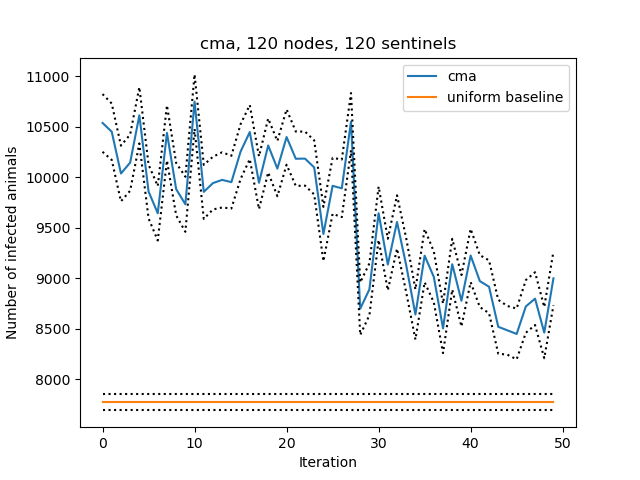 cma, 120 nodes, 120 sentinels
cma
uniform baseline
Number of infected animals
11000
10500
10000
9500
9000
8500
8000
0 10 20 30 40 50
Iteration